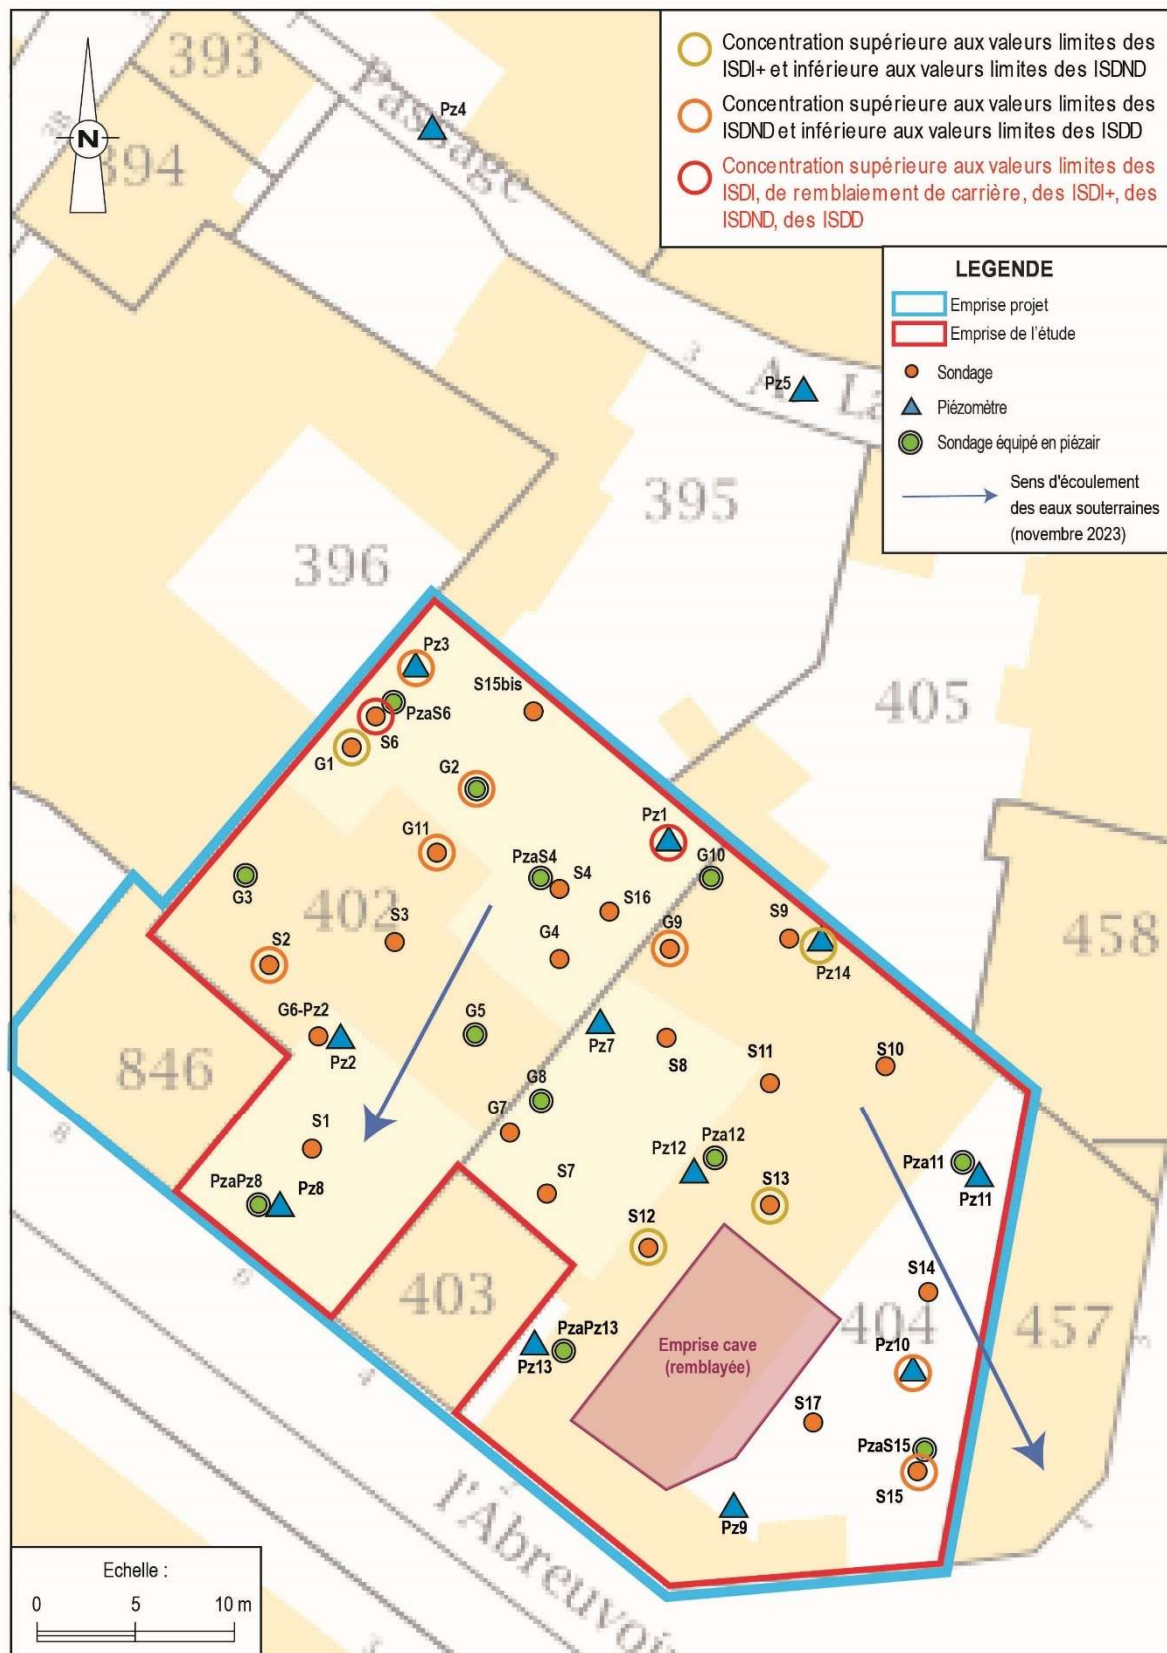 Concentration supérieure aux valeurs limites des
ISDI+ et inférieure aux valeurs limites des ISDND
Concentration supérieure aux valeurs limites des
ISDND et inférieure aux valeurs limites des ISDD
Concentration supérieure aux valeurs limites des
ISDI, de remblaiement de carrière, des ISDI+, des
ISDND, des ISDD
LEGENDE
Emprise projet
Emprise de l'étude
Sondage
Piézomètre
Sondage équipé en piézair
Sens d'écoulement
des eaux souterraines
(novembre 2023)
393
Passage
Pz4
N
394
3
Pz5
A La
395
396
Pz3
S15bis
PzaS6
S6
G1
405
G2
Pz1
G11
PzaS4
S4
G10
G3
402
S16
S3
S9
458
S2
G4
G9
Pz14
G6-Pz2
G5
Pz2
Pz7
S8
846
S11
S10
G8
8
G7
S1
Pz12
Pza12
Pza11
Pz11
PzaPz8
Pz8
S7
S13
S12
6
403
S14
404
457
PzaPz13
Pz13
Emprise cave
(remblayée)
Pz10
4
S17
PzaS15
S15
2
l'Abreuvoir
Pz9
Echelle :
0 5 10 m
3